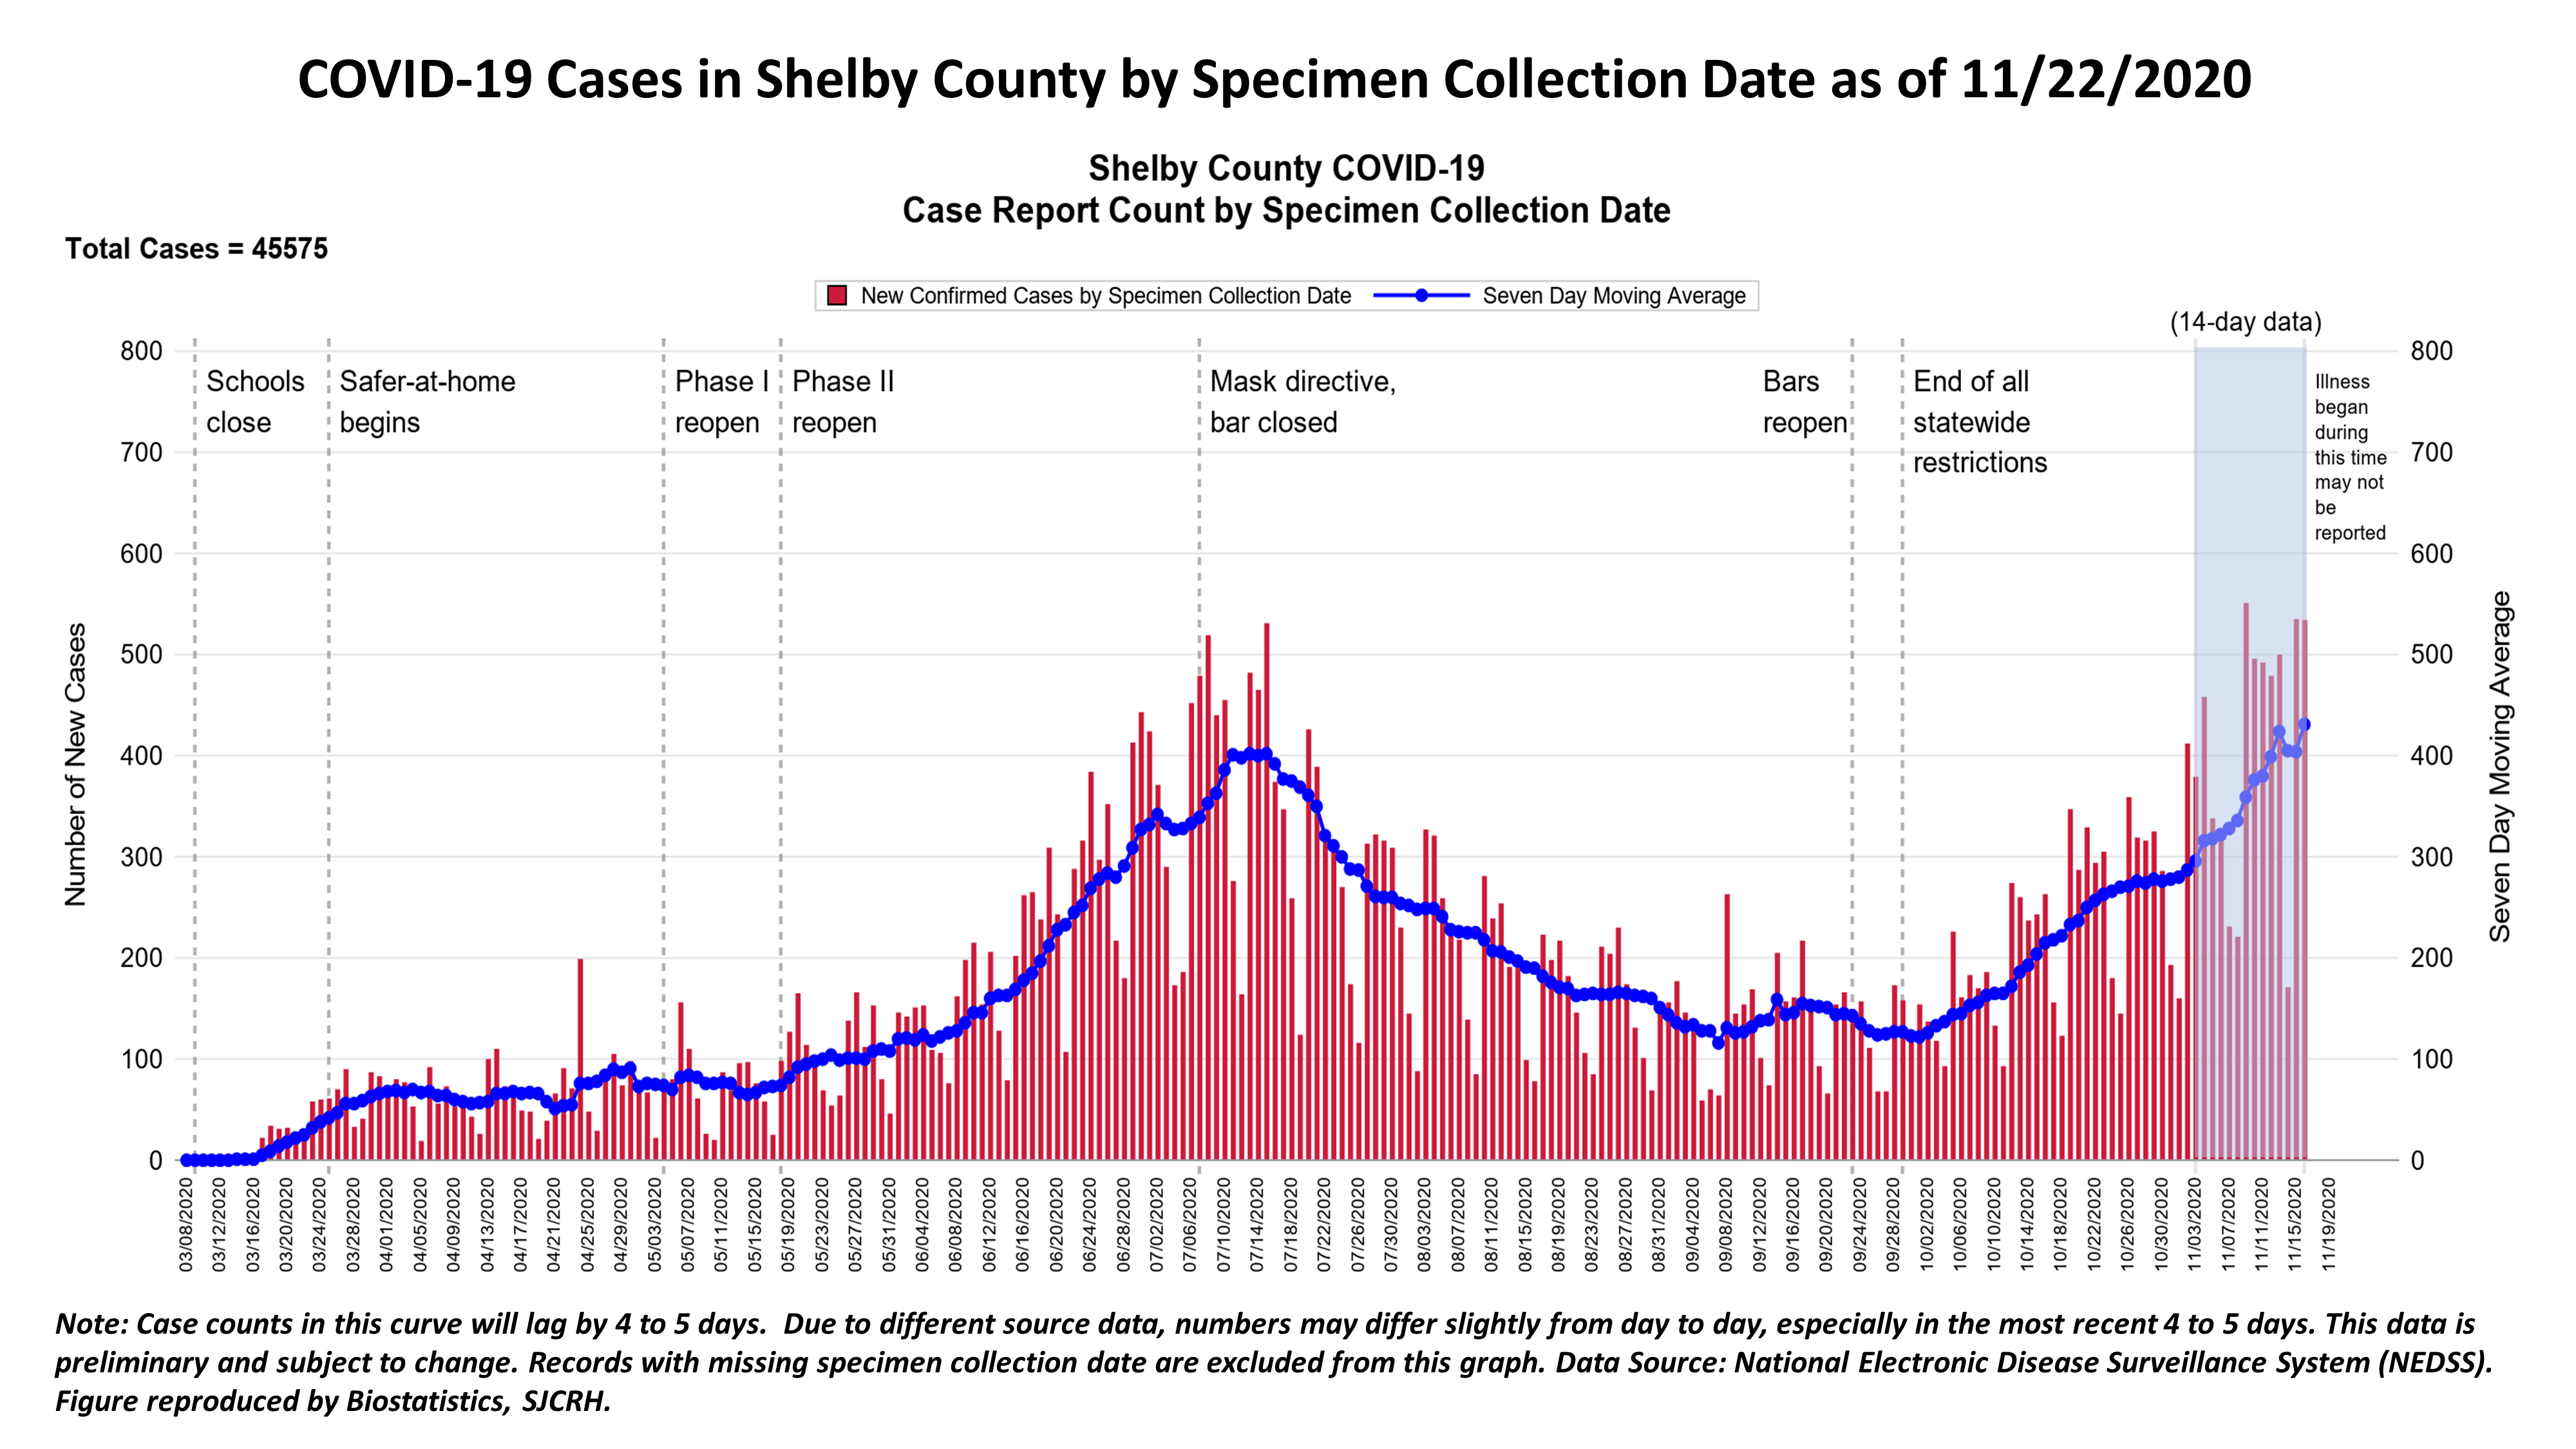 COVID-19 Cases in Shelby County by Specimen Collection Date as of 11/22/2020
Shelby County COVID-19
Case Report Count by Specimen Collection Date
Total Cases = 45575
New Confirmed Cases by Specimen Collection Date
Seven Day Moving Average
(14-day data)
Schools
close
Safer-at-home
begins
Phase I
reopen
Phase II
reopen
Mask directive,
bar closed
Bars
reopen
End of all
statewide
restrictions
Illness
began
during
this time
may not
be
reported
Number of New Cases
800
700
600
500
400
300
200
100
0
800
700
600
500
400
300
200
100
0
Seven Day Moving Average
03/08/2020
03/12/2020
03/16/2020
03/20/2020
03/24/2020
03/28/2020
04/01/2020
04/05/2020
04/09/2020
04/13/2020
04/17/2020
04/21/2020
04/25/2020
04/29/2020
05/03/2020
05/07/2020
05/11/2020
05/15/2020
05/19/2020
05/23/2020
05/27/2020
05/31/2020
06/04/2020
06/08/2020
06/12/2020
06/16/2020
06/20/2020
06/24/2020
06/28/2020
07/02/2020
07/06/2020
07/10/2020
07/14/2020
07/18/2020
07/22/2020
07/26/2020
07/30/2020
08/03/2020
08/07/2020
08/11/2020
08/15/2020
08/19/2020
08/23/2020
08/27/2020
08/31/2020
09/04/2020
09/08/2020
09/12/2020
09/16/2020
09/20/2020
09/24/2020
09/28/2020
10/02/2020
10/06/2020
10/10/2020
10/14/2020
10/18/2020
10/22/2020
10/26/2020
10/30/2020
11/03/2020
11/07/2020
11/11/2020
11/15/2020
11/19/2020
Note: Case counts in this curve will lag by 4 to 5 days. Due to different source data, numbers may differ slightly from day to day, especially in the most recent 4 to 5 days. This data is
preliminary and subject to change. Records with missing specimen collection date are excluded from this graph. Data Source: National Electronic Disease Surveillance System (NEDSS).
Figure reproduced by Biostatistics, SJCRH.